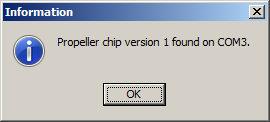 Information
Propeller chip version 1 found on COM3.
OK